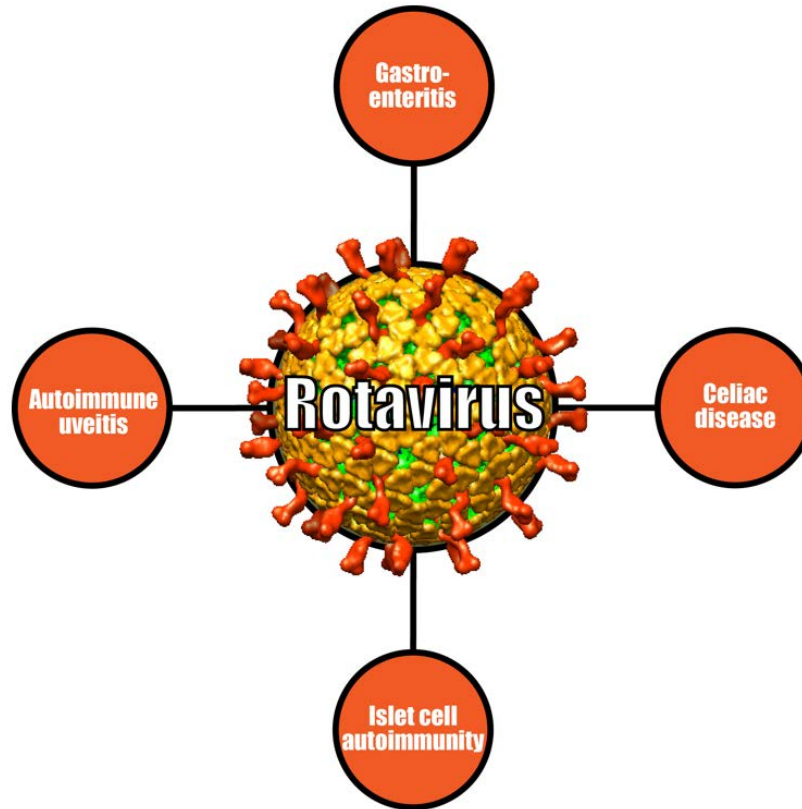 Gastro-
enteritis
Autoimmune
uveitis
Rotavirus
Celiac
disease
Islet cell
autoimmunity